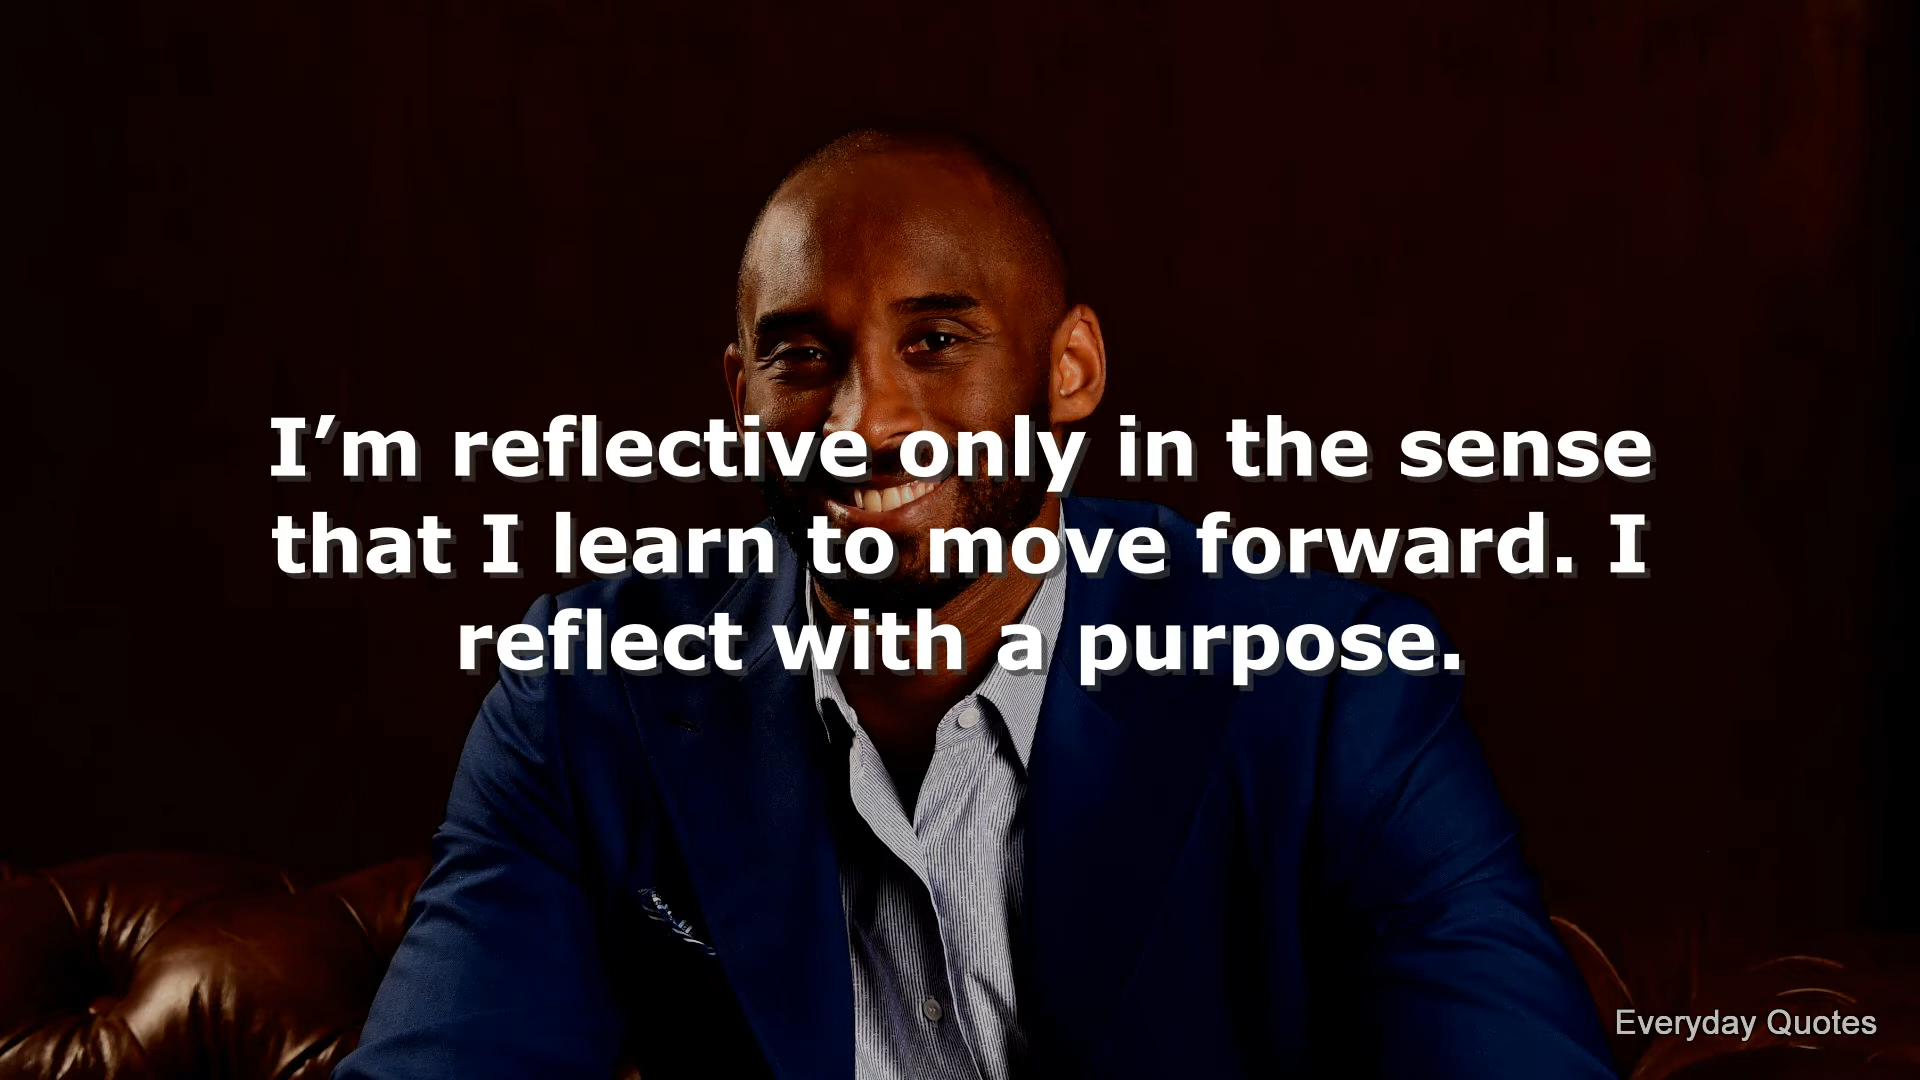 I’m reflective only in the sense
that I learn to move forward. I
reflect with a purpose.
Everyday Quotes